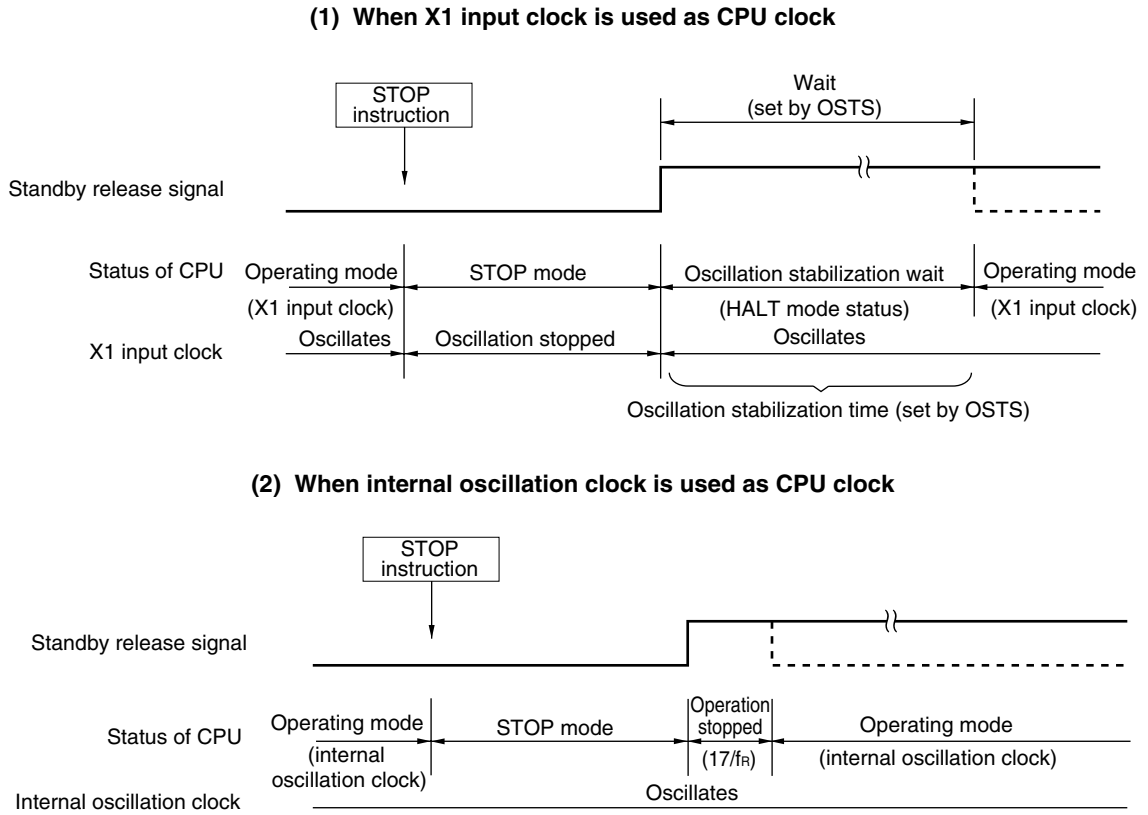 (1) When X1 input clock is used as CPU clock
Wait
(set by OSTS)
STOP
instruction
Standby release signal
Status of CPU
Operating mode
(X1 input clock)
STOP mode
Oscillation stabilization wait
(HALT mode status)
Operating mode
(X1 input clock)
X1 input clock
Oscillates
Oscillation stopped
Oscillates
Oscillation stabilization time (set by OSTS)
(2) When internal oscillation clock is used as CPU clock
STOP
instruction
Standby release signal
Status of CPU
Operating mode
(internal
oscillation clock)
STOP mode
Operation
stopped
(17/fR)
Operating mode
(internal oscillation clock)
Internal oscillation clock
Oscillates